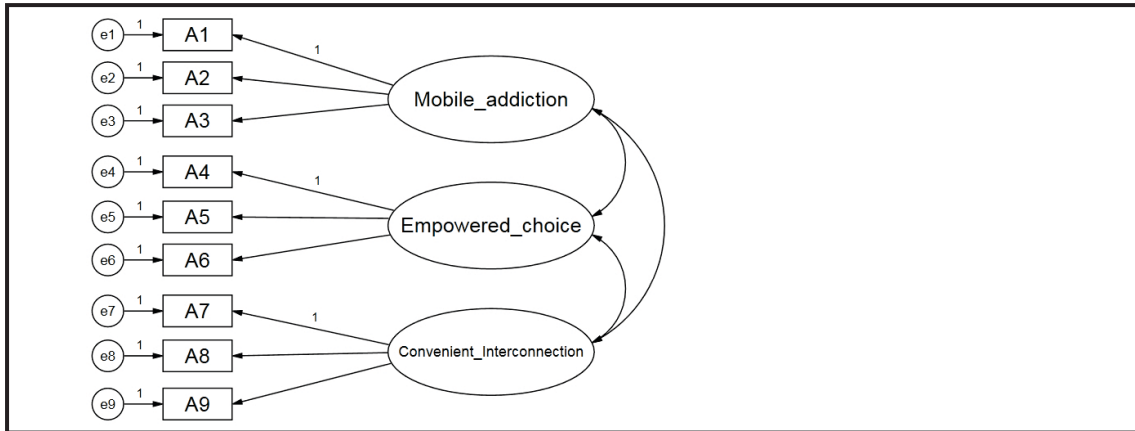 e1 1 A1
1
e2 1 A2
Mobile_addiction
e3 1 A3
e4 1 A4
1
e5 1 A5
Empowered_choice
e6 1 A6
e7 1 A7
1
e8 1 A8
Convenient_Interconnection
e9 1 A9